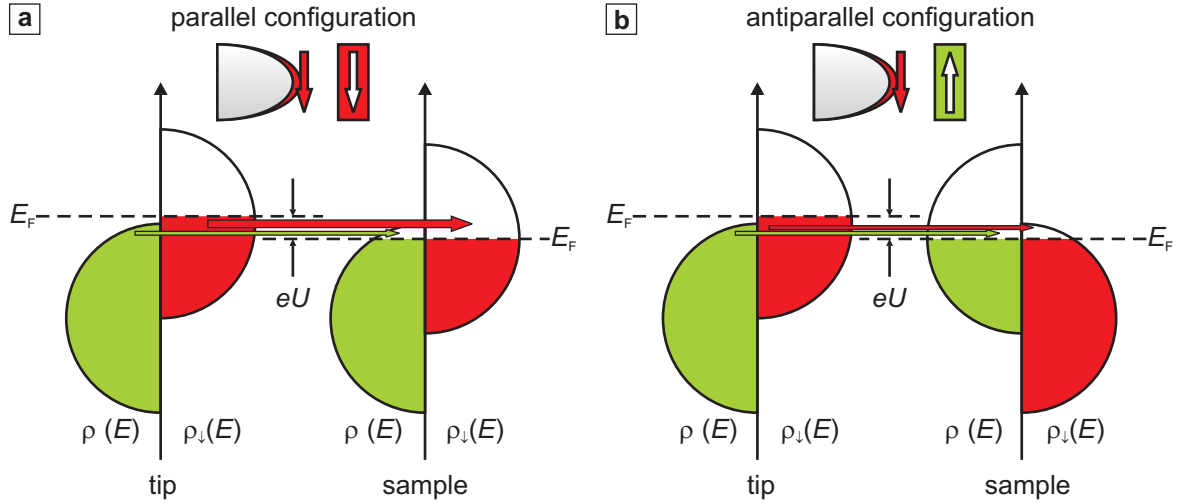 a parallel configuration
E_F
E_F
eU
ρ (E) ρ↓(E) ρ (E) ρ↓(E)
tip sample
b antiparallel configuration
E_F
E_F
eU
ρ (E) ρ↓(E) ρ (E) ρ↓(E)
tip sample